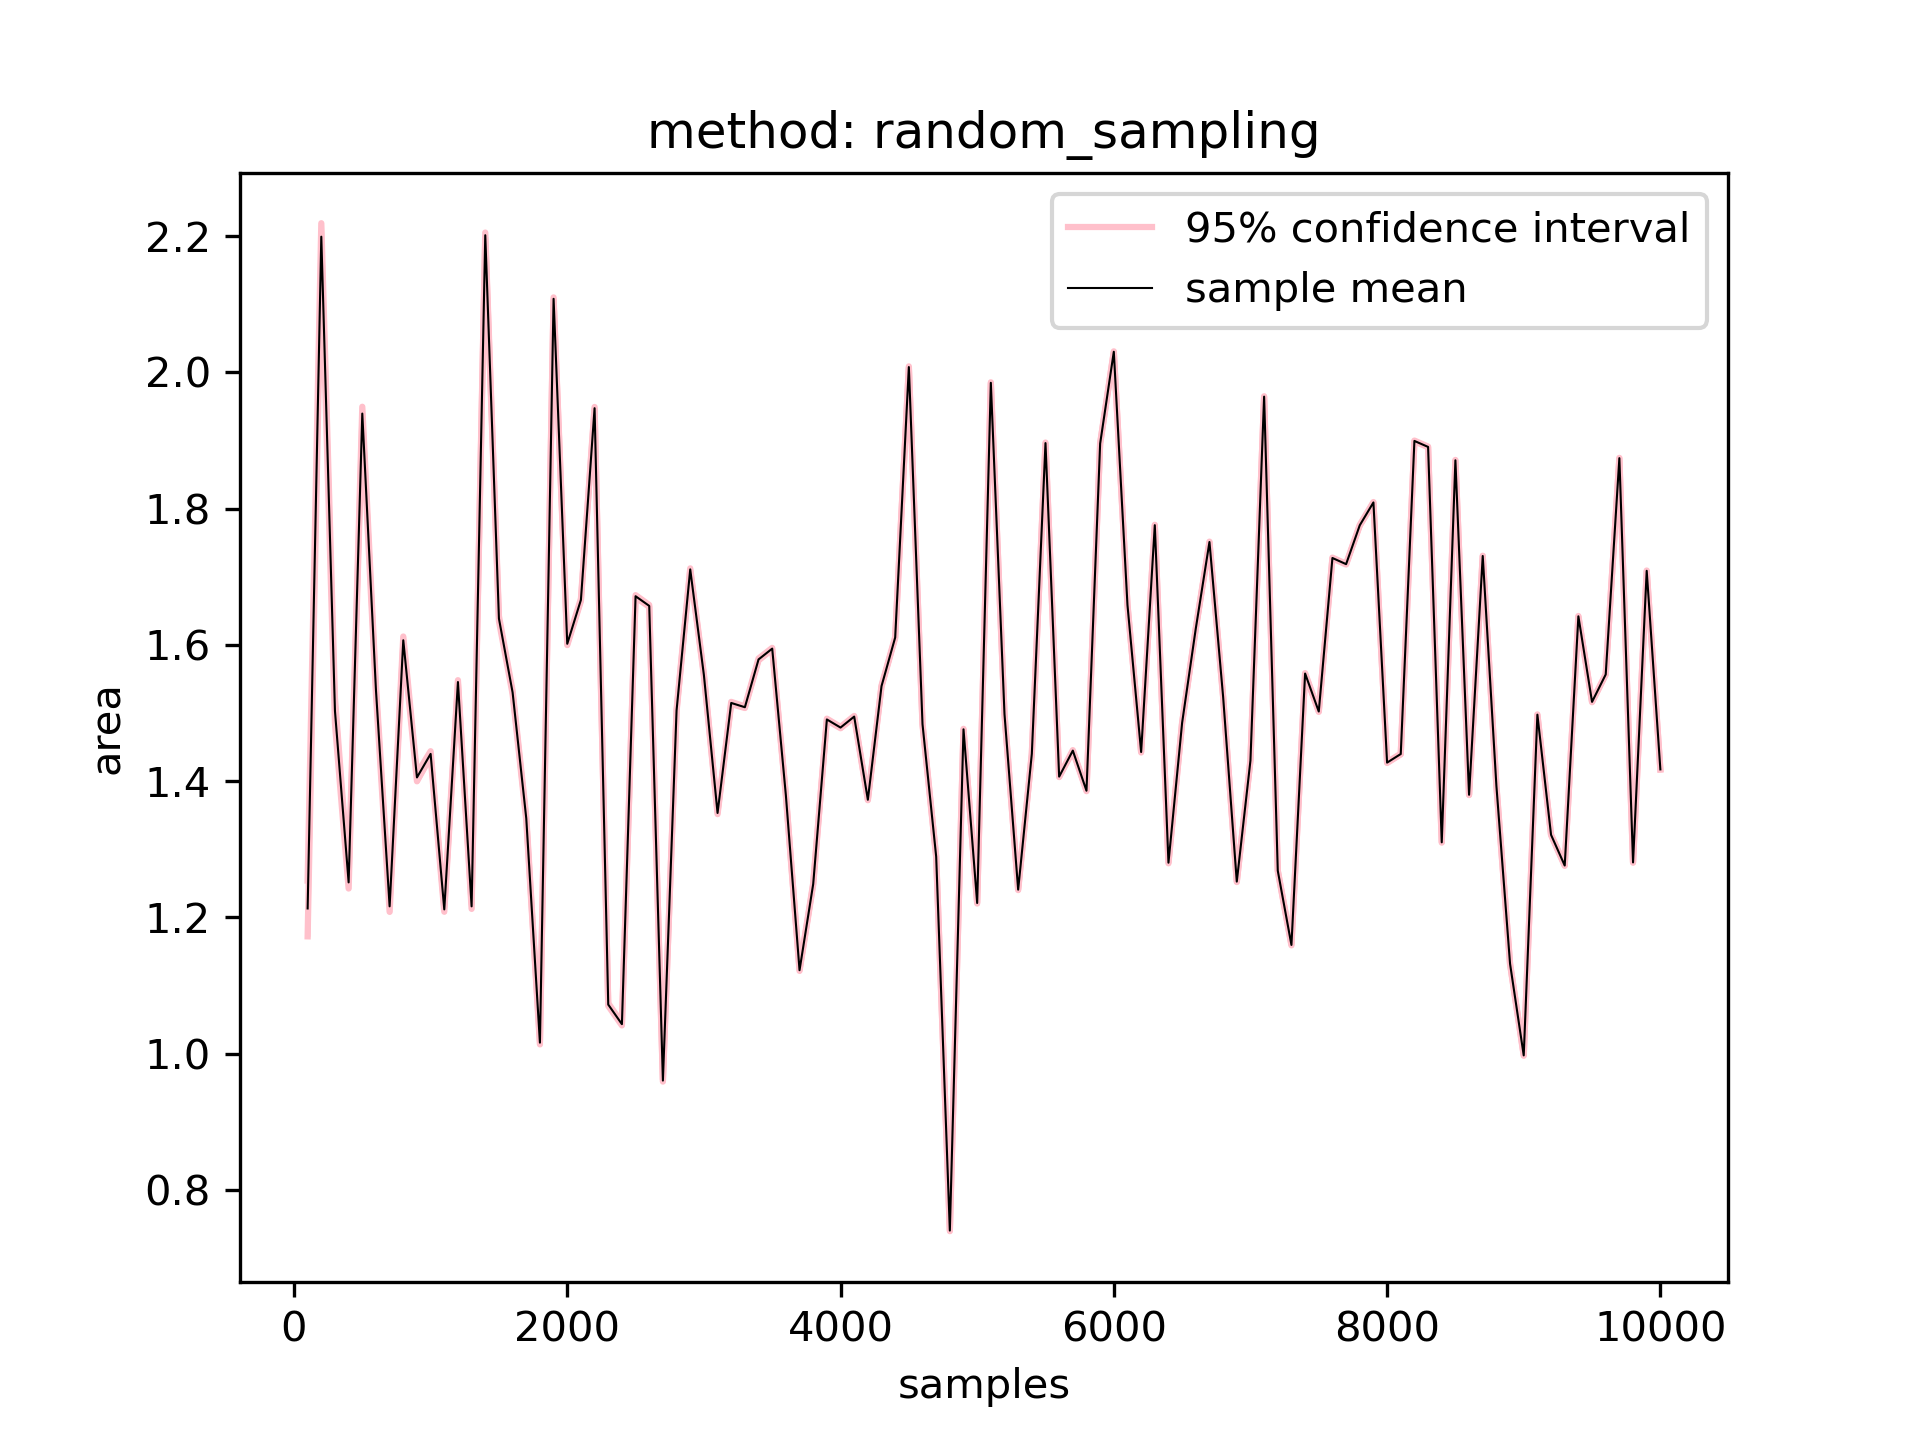 method: random_sampling
95% confidence interval
sample mean
2.2
2.0
1.8
1.6
1.4
1.2
1.0
0.8
area
0 2000 4000 6000 8000 10000
samples